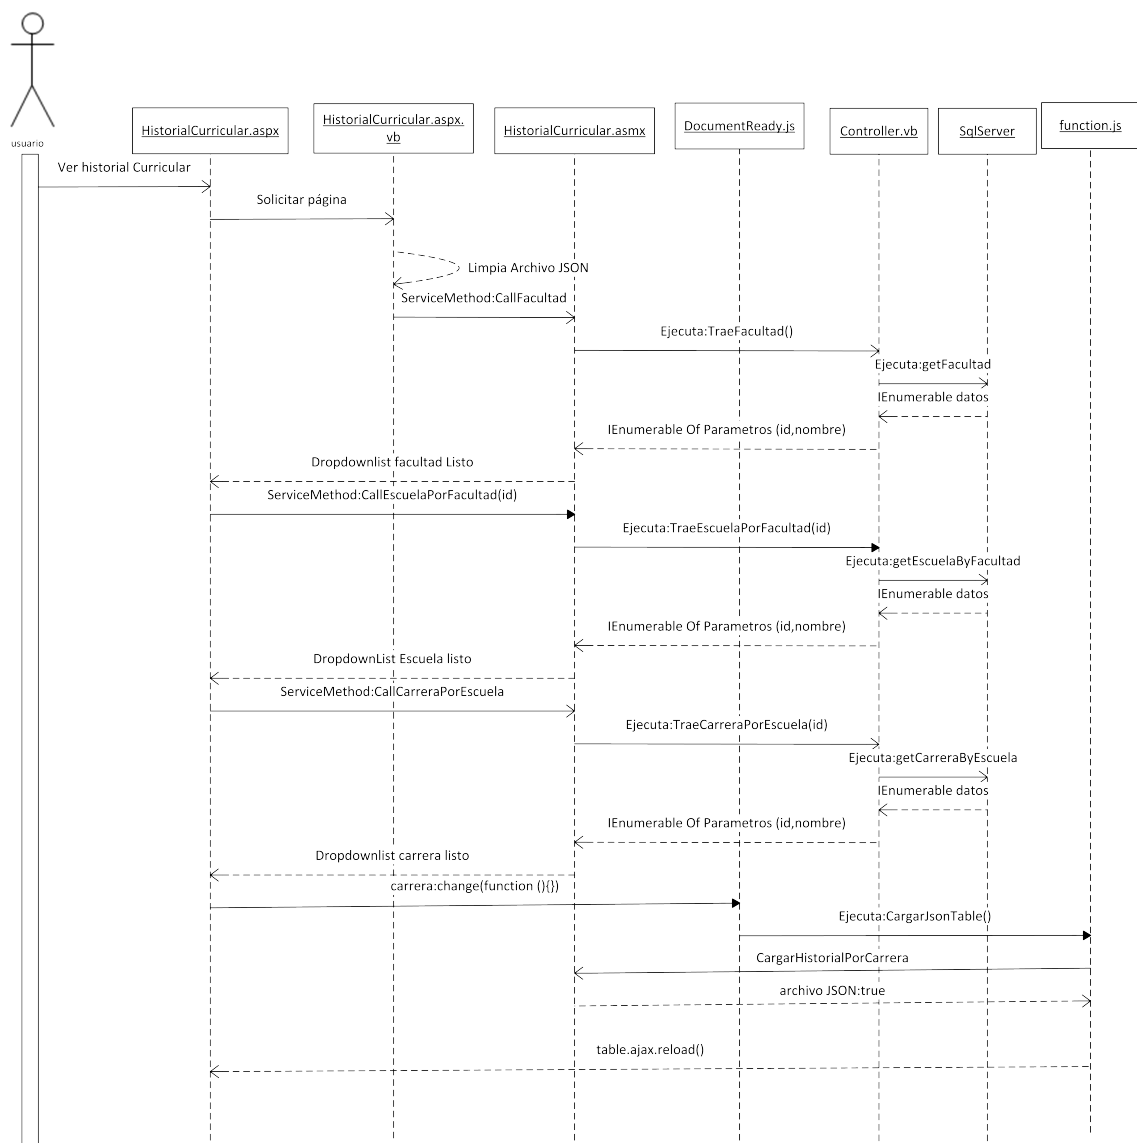 usuario
HistorialCurricular.aspx
HistorialCurricular.aspx.
vb
HistorialCurricular.asmx
DocumentReady.js
Controller.vb
SqlServer
function.js
Ver historial Curricular
Solicitar página
Limpia Archivo JSON
ServiceMethod:CallFacultad
Ejecuta:TraeFacultad()
Ejecuta:getFacultad
IEnumerable datos
IEnumerable Of Parametros (id,nombre)
Dropdownlist facultad Listo
ServiceMethod:CallEscuelaPorFacultad(id)
Ejecuta:TraeEscuelaPorFacultad(id)
Ejecuta:getEscuelaByFacultad
IEnumerable datos
IEnumerable Of Parametros (id,nombre)
DropdownList Escuela listo
ServiceMethod:CallCarreraPorEscuela
Ejecuta:TraeCarreraPorEscuela(id)
Ejecuta:getCarreraByEscuela
IEnumerable datos
IEnumerable Of Parametros (id,nombre)
Dropdownlist carrera listo
carrera:change(function (){})
Ejecuta:CargarJsonTable()
CargarHistorialPorCarrera
archivo JSON:true
table.ajax.reload()